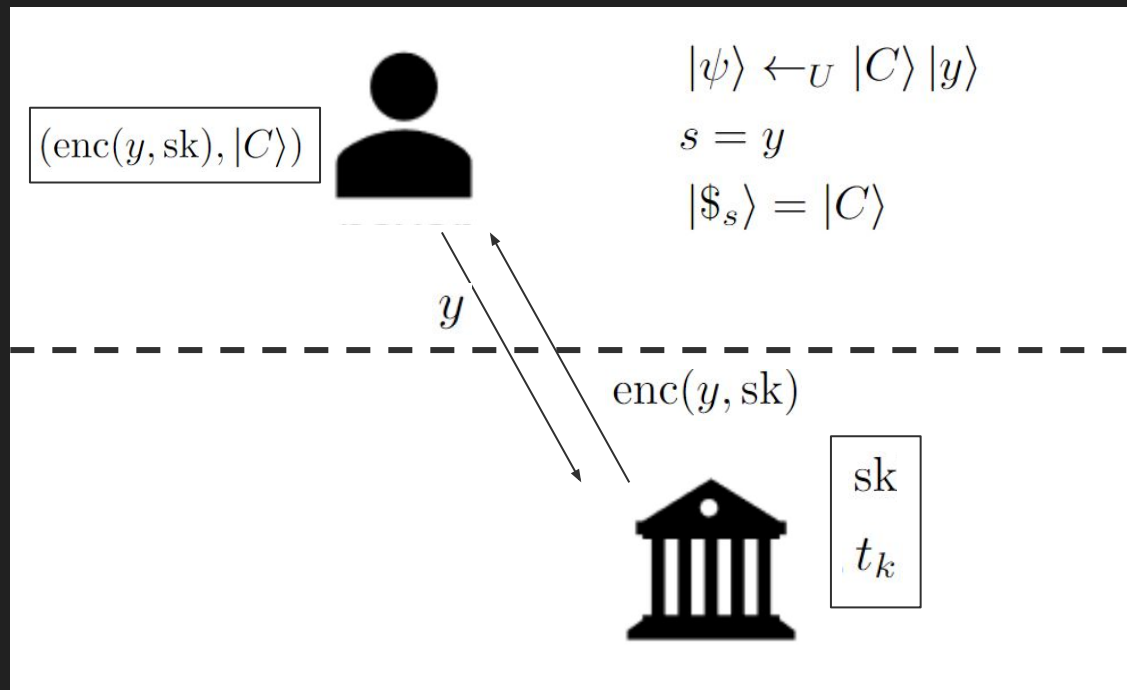 (enc(y, sk), |C⟩)
|ψ⟩ ←_U |C⟩ |y⟩
s = y
|$_s⟩ = |C⟩
y
enc(y, sk)
sk
t_k